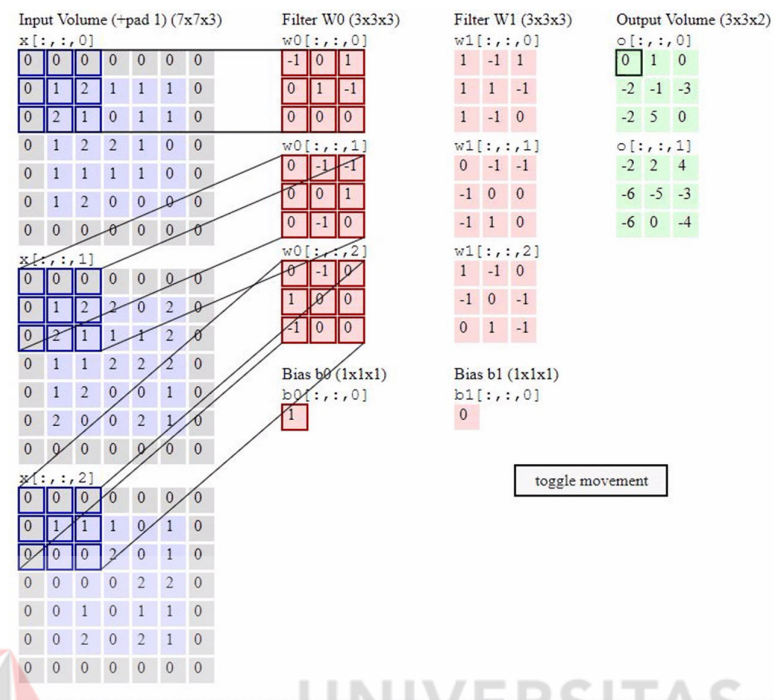 Input Volume (+pad 1) (7x7x3)
x[:,:,0]
0 0 0 0 0 0 0
0 1 2 1 1 1 0
0 2 1 0 1 1 0
0 1 2 2 1 0 0
0 1 1 1 1 0 0
0 1 2 0 0 0 0
0 0 0 0 0 0 0
x[:,:,1]
0 0 0 0 0 0 0
0 1 2 2 0 2 0
0 2 1 1 1 2 0
0 1 1 2 2 2 0
0 1 2 0 0 1 0
0 2 0 0 2 1 0
0 0 0 0 0 0 0
x[:,:,2]
0 0 0 0 0 0 0
0 1 1 1 0 1 0
0 0 0 2 0 1 0
0 0 0 0 2 2 0
0 0 1 0 1 1 0
0 0 2 0 2 1 0
0 0 0 0 0 0 0
Filter W0 (3x3x3)
w0[:,:,0]
-1 0 1
0 1 -1
0 0 0
w0[:,:,1]
0 -1 -1
0 0 1
0 -1 0
w0[:,:,2]
0 -1 0
1 0 0
-1 0 0
Bias b0 (1x1x1)
b0[:,:,0]
1
Filter W1 (3x3x3)
w1[:,:,0]
1 -1 1
1 1 -1
1 -1 0
w1[:,:,1]
0 -1 -1
-1 0 0
-1 1 0
w1[:,:,2]
1 -1 0
-1 0 -1
0 1 -1
Bias b1 (1x1x1)
b1[:,:,0]
0
Output Volume (3x3x2)
o[:,:,0]
0 1 0
-2 -1 -3
-2 5 0
o[:,:,1]
-2 2 4
-6 -5 -3
-6 0 -4
toggle movement
UNIVERSITAS